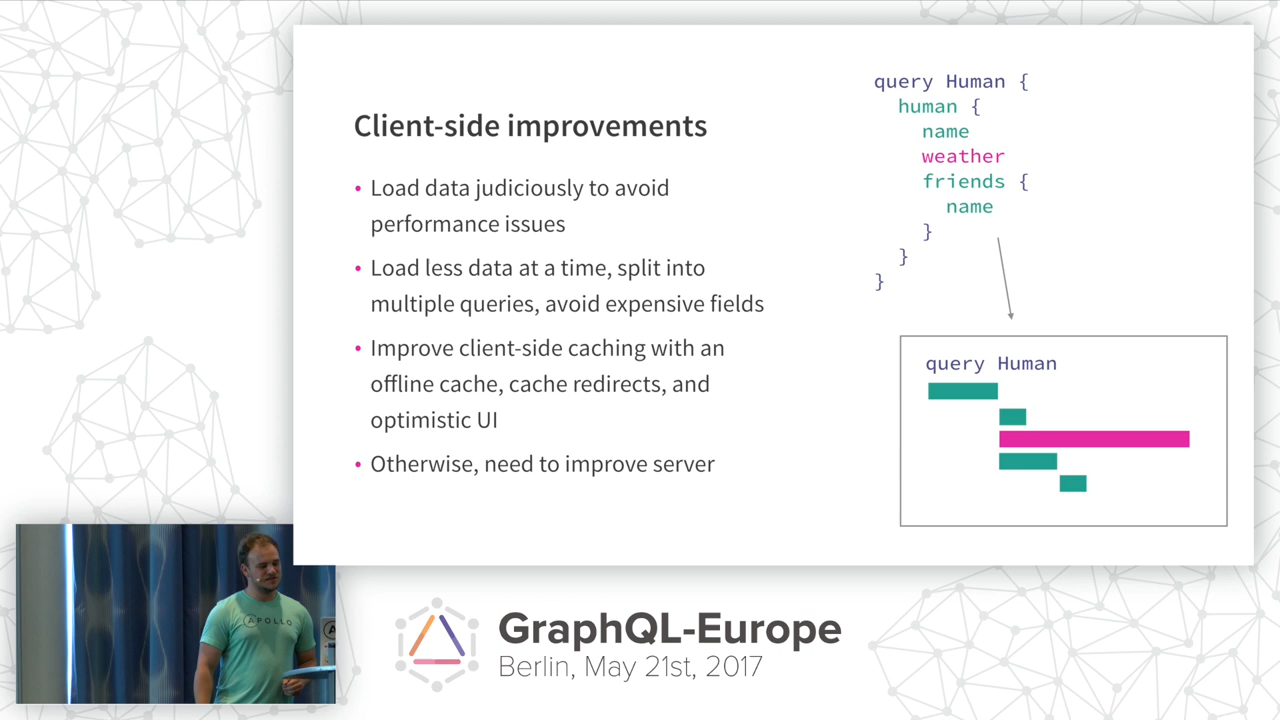 Client-side improvements
• Load data judiciously to avoid
performance issues
• Load less data at a time, split into
multiple queries, avoid expensive fields
• Improve client-side caching with an
offline cache, cache redirects, and
optimistic UI
• Otherwise, need to improve server
query Human {
human {
name
weather
friends {
name
}
}
}
query Human
APOLLO
GraphQL-Europe
Berlin, May 21st, 2017